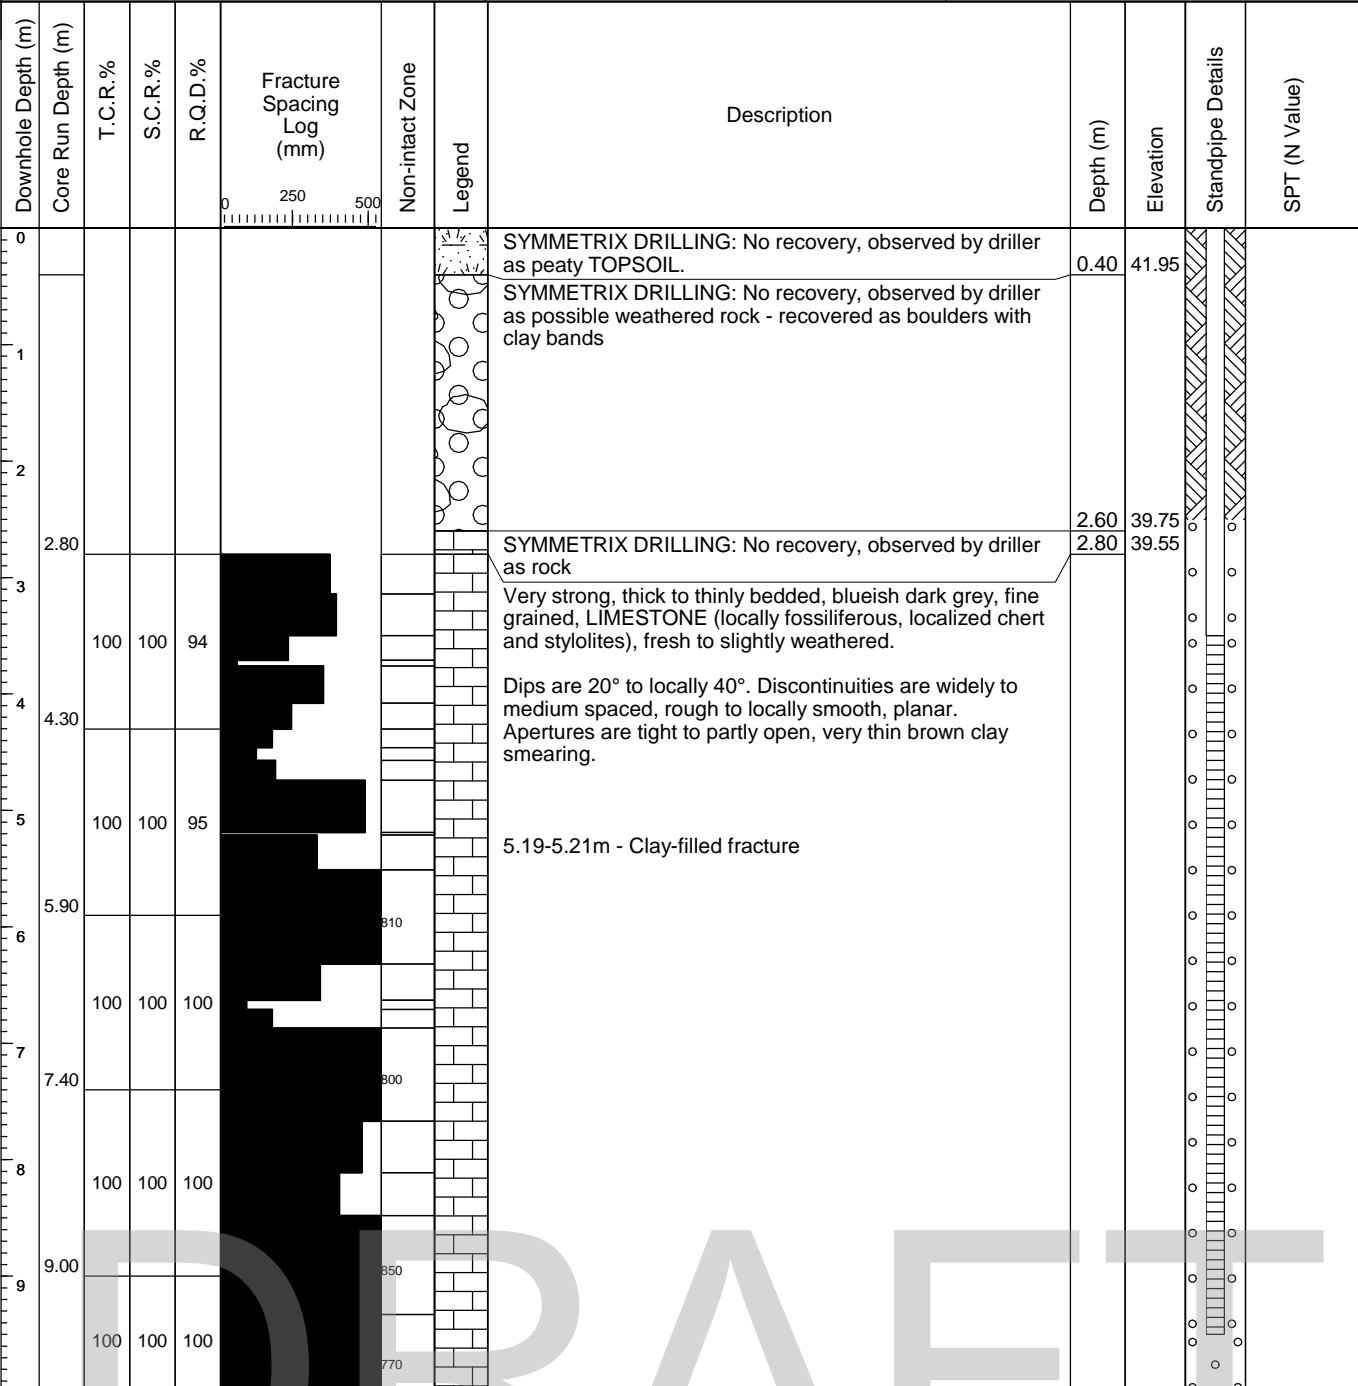 Downhole Depth (m)
Core Run Depth (m)
T.C.R.%
S.C.R.%
R.Q.D.%
Fracture
Spacing
Log
(mm)
0 250 500
Non-intact Zone
Legend
Description
Depth (m)
Elevation
Standpipe Details
SPT (N Value)
0
SYMMETRIX DRILLING: No recovery, observed by driller
as peaty TOPSOIL.
0.40 41.95
SYMMETRIX DRILLING: No recovery, observed by driller
as possible weathered rock - recovered as boulders with
clay bands
1
2
2.60 39.75
2.80
SYMMETRIX DRILLING: No recovery, observed by driller
as rock
2.80 39.55
3
Very strong, thick to thinly bedded, blueish dark grey, fine
grained, LIMESTONE (locally fossiliferous, localized chert
and stylolites), fresh to slightly weathered.
100 100 94
Dips are 20° to locally 40°. Discontinuities are widely to
medium spaced, rough to locally smooth, planar.
Apertures are tight to partly open, very thin brown clay
smearing.
4
4.30
5
100 100 95
5.19-5.21m - Clay-filled fracture
5.90
810
6
100 100 100
7
7.40
800
8
100 100 100
9.00
850
9
100 100 100
770
DRAFT